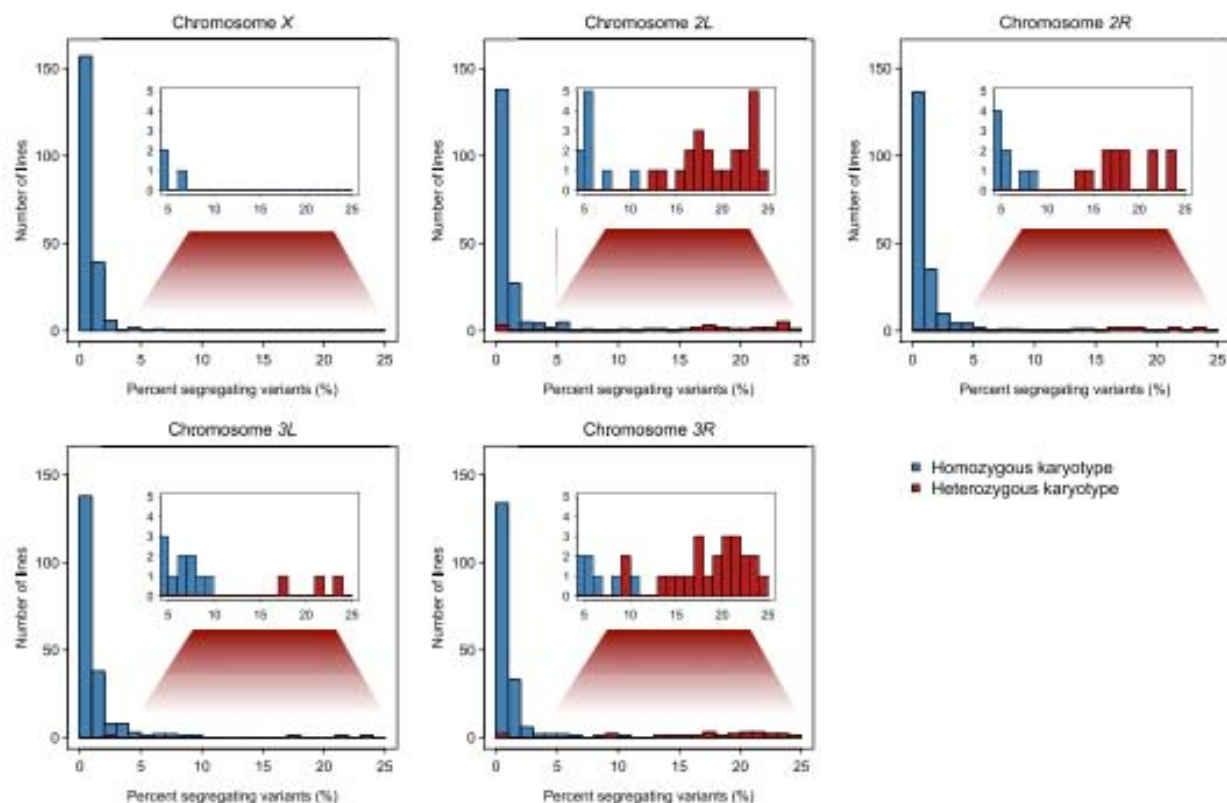 Chromosome X
Chromosome 2L
Chromosome 2R
Number of lines
150
100
50
0
5
4
3
2
1
0
5 10 15 20 25
0 5 10 15 20 25
Percent segregating variants (%)
Number of lines
150
100
50
0
5
4
3
2
1
0
5 10 15 20 25
0 5 10 15 20 25
Percent segregating variants (%)
Number of lines
150
100
50
0
5
4
3
2
1
0
5 10 15 20 25
0 5 10 15 20 25
Percent segregating variants (%)
Chromosome 3L
Chromosome 3R
Number of lines
150
100
50
0
5
4
3
2
1
0
5 10 15 20 25
0 5 10 15 20 25
Percent segregating variants (%)
Number of lines
150
100
50
0
5
4
3
2
1
0
5 10 15 20 25
0 5 10 15 20 25
Percent segregating variants (%)
Homozygous karyotype
Heterozygous karyotype